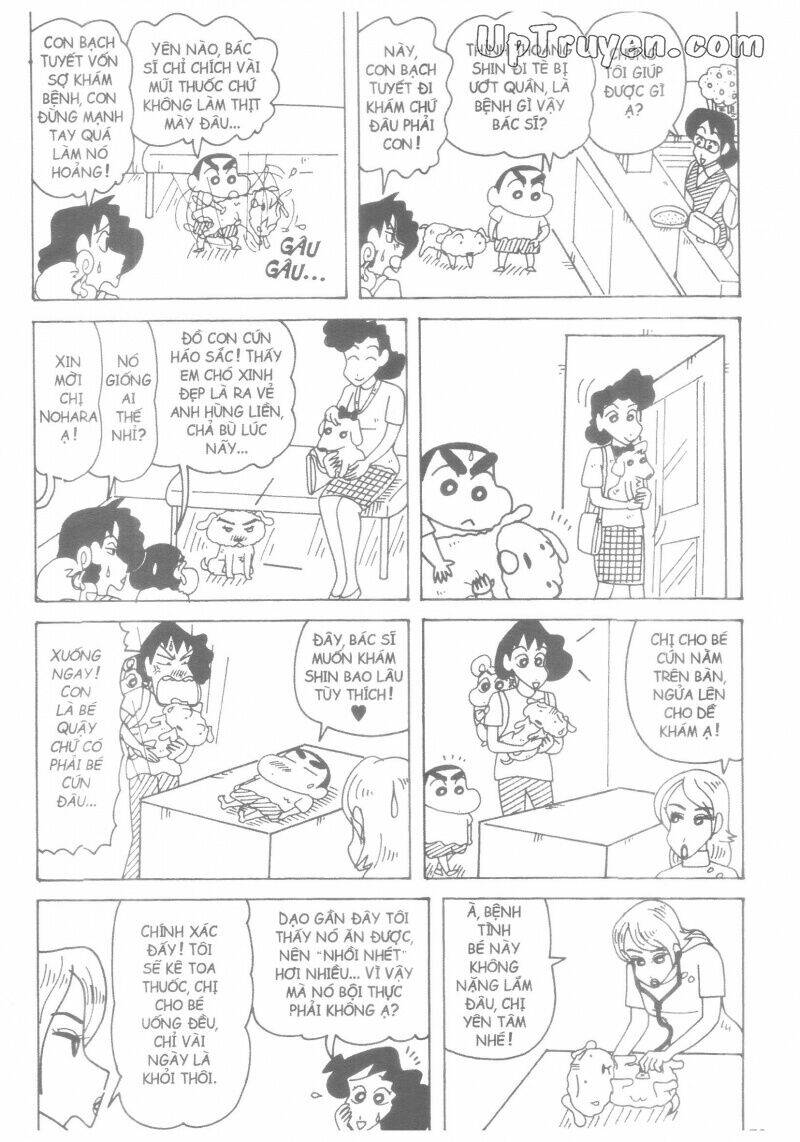 UpTruyen.com
CHÚNG
TÔI GIÚP
ĐƯỢC GÌ
Ạ?
THỈNH THOẢNG
SHIN ĐI TÈ BỊ
ƯỚT QUẦN, LÀ
BỆNH GÌ VẬY
BÁC SĨ?
NÀY,
CON BẠCH
TUYẾT ĐI
KHÁM CHỨ
ĐÂU PHẢI
CON!
YÊN NÀO, BÁC
SĨ CHỈ CHÍCH VÀI
MŨI THUỐC CHỨ
KHÔNG LÀM THỊT
MÀY ĐÂU...
CON BẠCH
TUYẾT VỐN
SỢ KHÁM
BỆNH, CON
ĐỪNG MẠNH
TAY QUÁ
LÀM NÓ
HOẢNG!
GÂU
GÂU...
ĐỒ CON CÚN
HÁO SẮC! THẤY
EM CHÓ XINH
ĐẸP LÀ RA VẺ
ANH HÙNG LIỀN,
CHẢ BÙ LÚC
NÃY...
NÓ
GIỐNG AI
THẾ
NHỈ?
XIN
MỜI CHỊ
NOHARA
Ạ!
CHỊ CHO BÉ
CÚN NẰM
TRÊN BÀN,
NGỬA LÊN
CHO DỄ
KHÁM Ạ!
ĐÂY, BÁC SĨ
MUỐN KHÁM
SHIN BAO LÂU
TÙY THÍCH!
♥
XUỐNG
NGAY!
CON
LÀ BÉ
QUẬY
CHỨ CÓ
PHẢI BÉ
CÚN
ĐÂU...
À, BỆNH
TÌNH
BÉ NÀY
KHÔNG
NẶNG LẮM
ĐÂU, CHỊ
YÊN TÂM
NHÉ!
DẠO GẦN ĐÂY TÔI
THẤY NÓ ĂN ĐƯỢC,
NÊN "NHỒI NHÉT"
HƠI NHIỀU... VÌ VẬY
MÀ NÓ BỘI THỰC
PHẢI KHÔNG Ạ?
CHÍNH XÁC
ĐẤY! TÔI
SẼ KÊ TOA
THUỐC, CHỊ
CHO BÉ
UỐNG ĐỀU,
CHỈ VÀI
NGÀY LÀ
KHỎI THÔI.